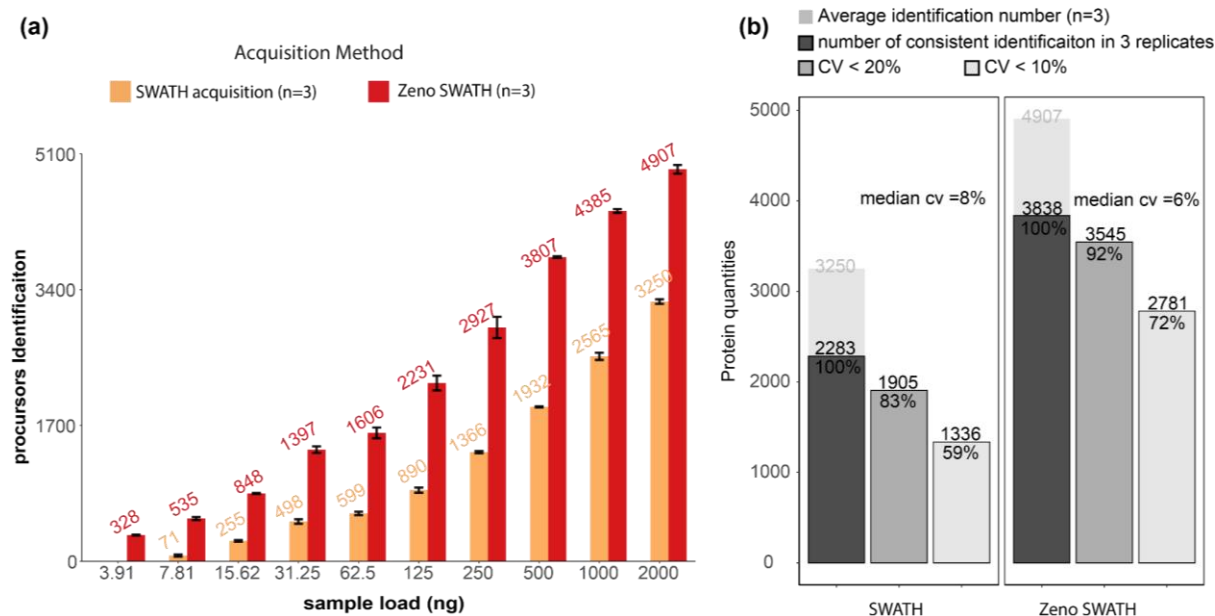 (a)
Acquisition Method
SWATH acquisition (n=3) Zeno SWATH (n=3)
procursors Identificaiton
5100
3400
1700
0
328
71 535
255 848
498 1397
599 1606
890 2231
1366 2927
1932 3807
2565 4385
3250 4907
3.91 7.81 15.62 31.25 62.5 125 250 500 1000 2000
sample load (ng)
(b)
Average identification number (n=3)
number of consistent identificaiton in 3 replicates
CV < 20% CV < 10%
Protein quantities
5000
4000
3000
2000
1000
0
median cv =8%
3250
2283
100%
1905
83%
1336
59%
SWATH
4907
median cv =6%
3838
100%
3545
92%
2781
72%
Zeno SWATH